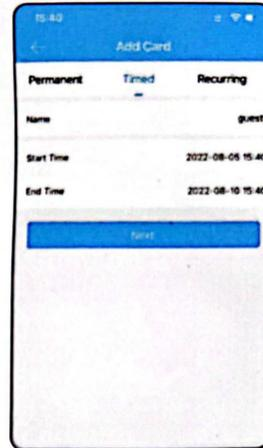 15:40
Add Card
Permanent Timed Recurring
Name guest
Start Time 2022-08-05 15:40
End Time 2022-08-10 15:40
Next